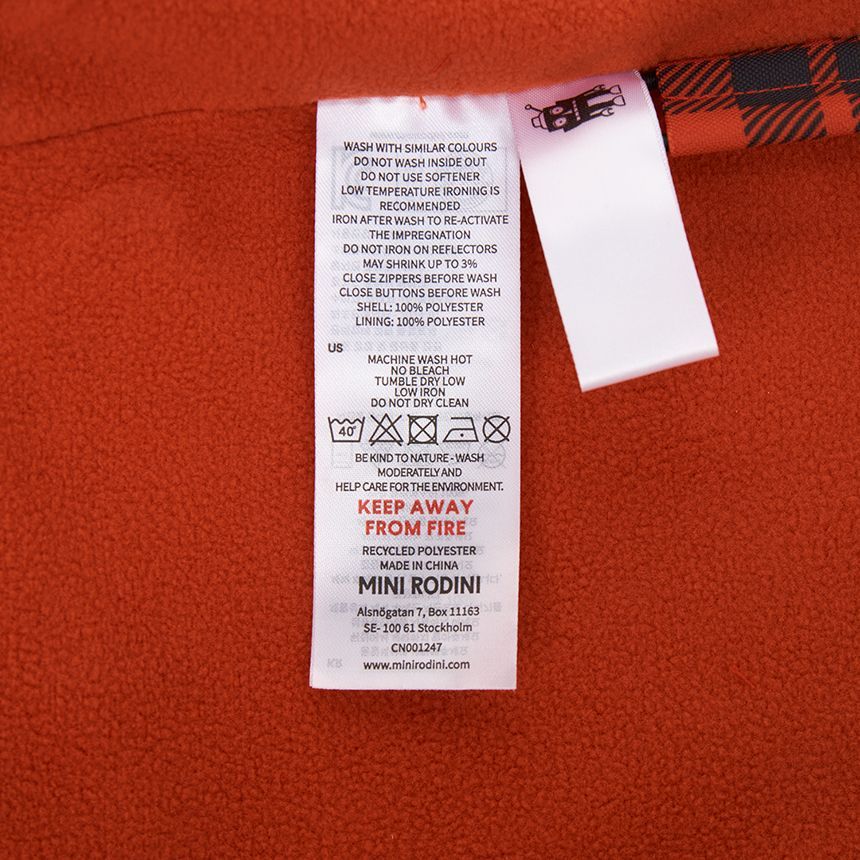 WASH WITH SIMILAR COLOURS
DO NOT WASH INSIDE OUT
DO NOT USE SOFTENER
LOW TEMPERATURE IRONING IS
RECOMMENDED
IRON AFTER WASH TO RE-ACTIVATE
THE IMPREGNATION
DO NOT IRON ON REFLECTORS
MAY SHRINK UP TO 3%
CLOSE ZIPPERS BEFORE WASH
CLOSE BUTTONS BEFORE WASH
SHELL: 100% POLYESTER
LINING: 100% POLYESTER
US
MACHINE WASH HOT
NO BLEACH
TUMBLE DRY LOW
LOW IRON
DO NOT DRY CLEAN
40°
BE KIND TO NATURE - WASH
MODERATELY AND
HELP CARE FOR THE ENVIRONMENT.
KEEP AWAY
FROM FIRE
RECYCLED POLYESTER
MADE IN CHINA
MINI RODINI
Alsnögatan 7, Box 11163
SE- 100 61 Stockholm
CN001247
www.minirodini.com